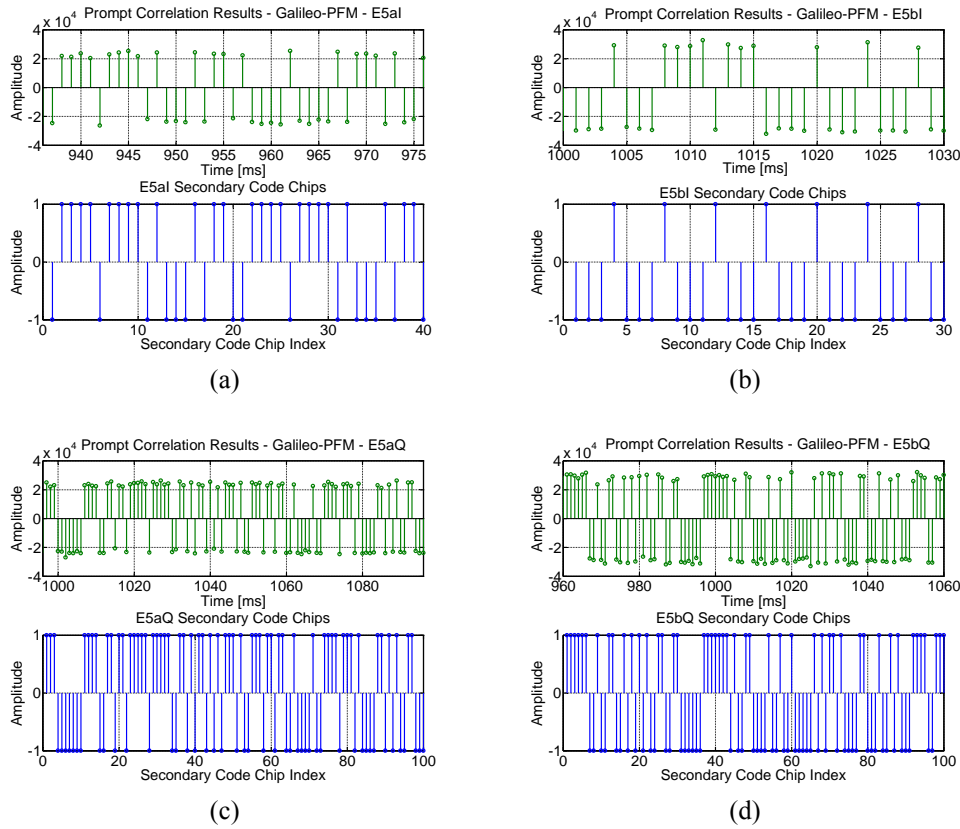 x 10⁴ Prompt Correlation Results - Galileo-PFM - E5aI
4
2
0
-2
-4
Amplitude
940 945 950 955 960 965 970 975
Time [ms]
E5aI Secondary Code Chips
1
0
-1
Amplitude
0 10 20 30 40
Secondary Code Chip Index
(a)
x 10⁴ Prompt Correlation Results - Galileo-PFM - E5bI
4
2
0
-2
-4
Amplitude
1000 1005 1010 1015 1020 1025 1030
Time [ms]
E5bI Secondary Code Chips
1
0
-1
Amplitude
0 5 10 15 20 25 30
Secondary Code Chip Index
(b)
x 10⁴ Prompt Correlation Results - Galileo-PFM - E5aQ
4
2
0
-2
-4
Amplitude
1000 1020 1040 1060 1080
Time [ms]
E5aQ Secondary Code Chips
1
0
-1
Amplitude
0 20 40 60 80 100
Secondary Code Chip Index
(c)
x 10⁴ Prompt Correlation Results - Galileo-PFM - E5bQ
4
2
0
-2
-4
Amplitude
960 980 1000 1020 1040 1060
Time [ms]
E5bQ Secondary Code Chips
1
0
-1
Amplitude
0 20 40 60 80 100
Secondary Code Chip Index
(d)